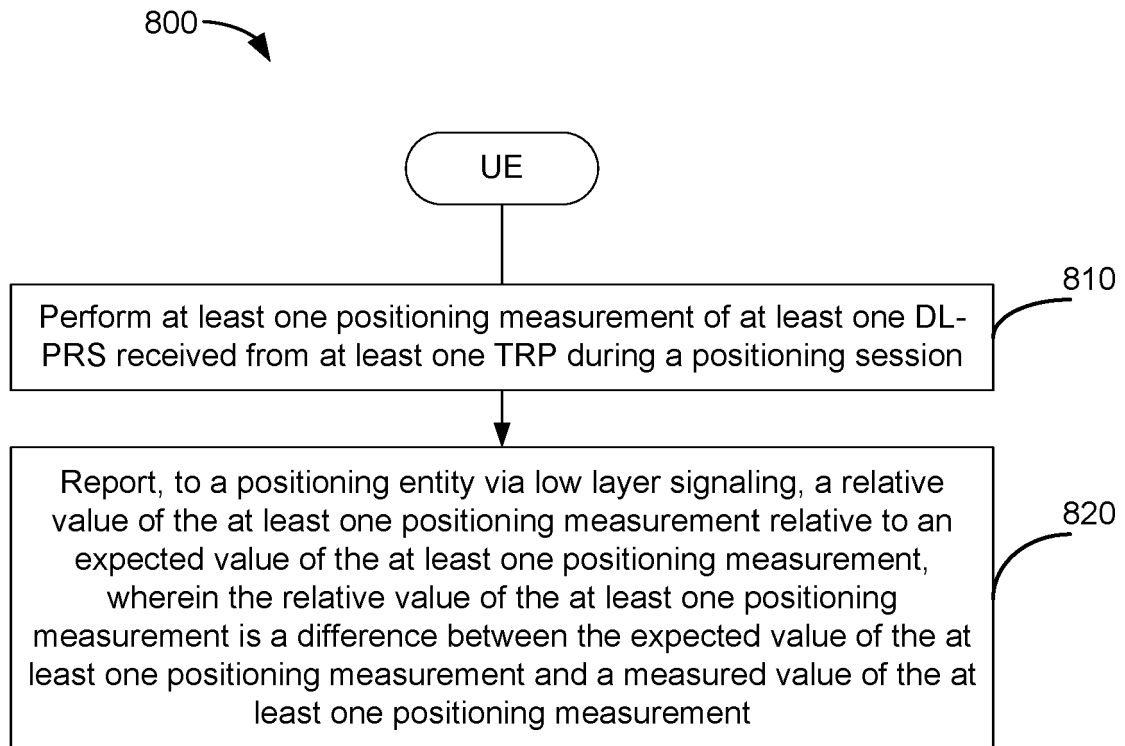 800
UE
810
Perform at least one positioning measurement of at least one DL-
PRS received from at least one TRP during a positioning session
820
Report, to a positioning entity via low layer signaling, a relative
value of the at least one positioning measurement relative to an
expected value of the at least one positioning measurement,
wherein the relative value of the at least one positioning
measurement is a difference between the expected value of the at
least one positioning measurement and a measured value of the at
least one positioning measurement